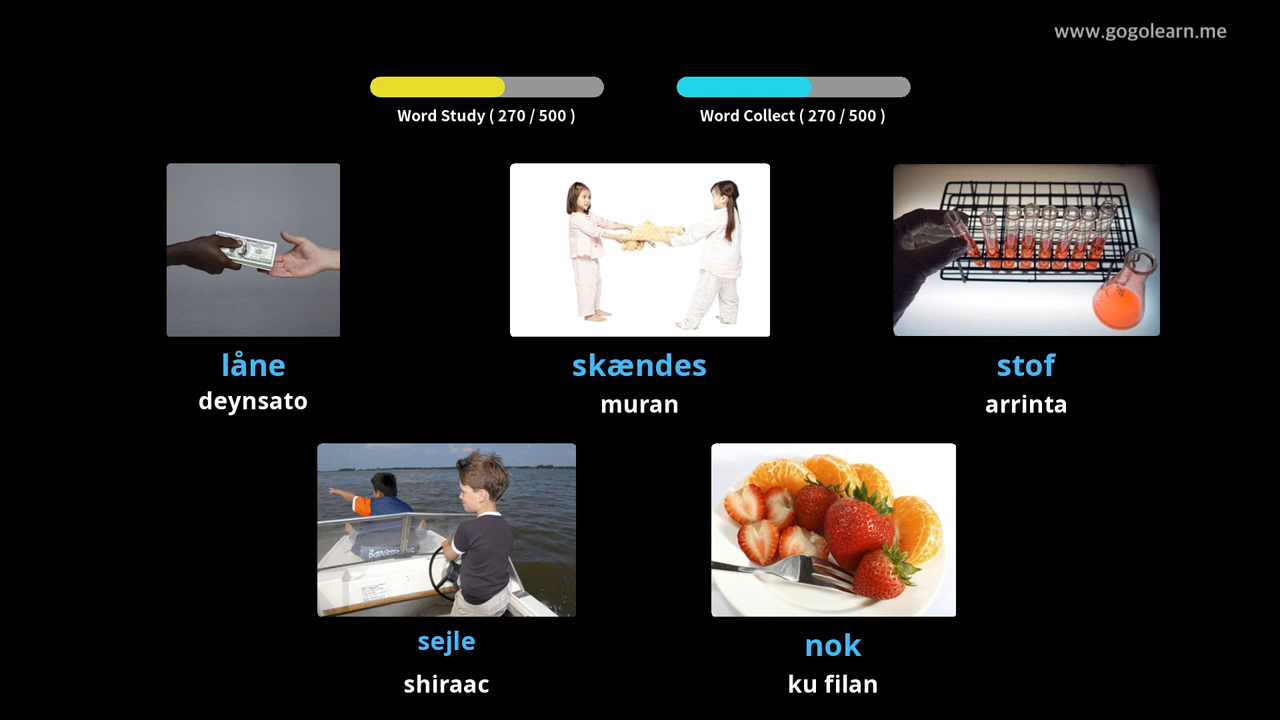 www.gogolearn.me
Word Study ( 270 / 500 )
Word Collect ( 270 / 500 )
låne
deynsato
skændes
muran
stof
arrinta
sejle
shiraac
nok
ku filan